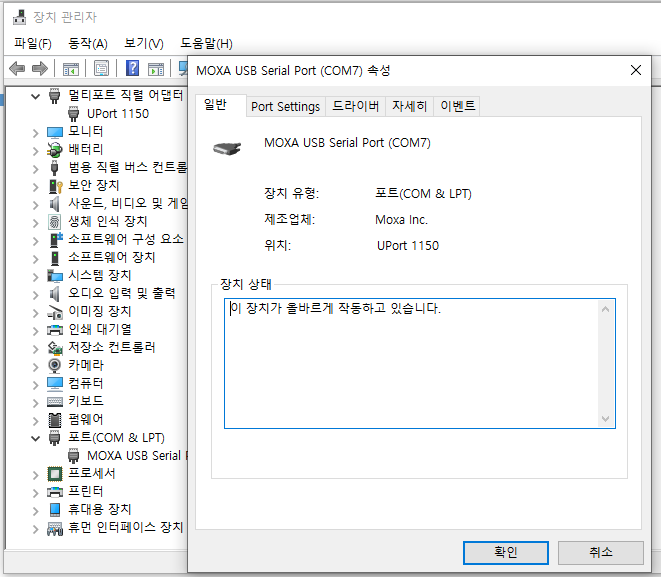 장치 관리자
파일(F) 동작(A) 보기(V) 도움말(H)
멀티포트 직렬 어댑터
UPort 1150
모니터
배터리
범용 직렬 버스 컨트롤
보안 장치
사운드, 비디오 및 게임
생체 인식 장치
소프트웨어 구성 요소
소프트웨어 장치
시스템 장치
오디오 입력 및 출력
이미징 장치
인쇄 대기열
저장소 컨트롤러
카메라
컴퓨터
키보드
펌웨어
포트(COM & LPT)
MOXA USB Serial
프로세서
프린터
휴대용 장치
휴먼 인터페이스 장치
MOXA USB Serial Port (COM7) 속성
일반 Port Settings 드라이버 자세히 이벤트
MOXA USB Serial Port (COM7)
장치 유형: 포트(COM & LPT)
제조업체: Moxa Inc.
위치: UPort 1150
장치 상태
이 장치가 올바르게 작동하고 있습니다.
확인 취소